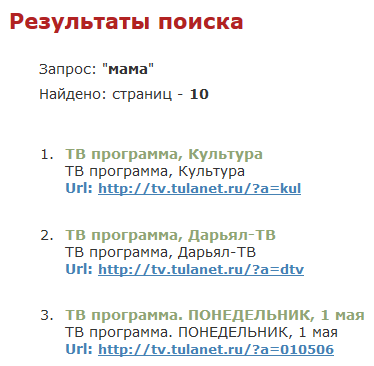 Результаты поиска
Запрос: "мама"
Найдено: страниц - 10
1. ТВ программа, Культура
ТВ программа, Культура
Url: http://tv.tulanet.ru/?a=kul
2. ТВ программа, Дарьял-ТВ
ТВ программа, Дарьял-ТВ
Url: http://tv.tulanet.ru/?a=dtv
3. ТВ программа. ПОНЕДЕЛЬНИК, 1 мая
ТВ программа. ПОНЕДЕЛЬНИК, 1 мая
Url: http://tv.tulanet.ru/?a=010506